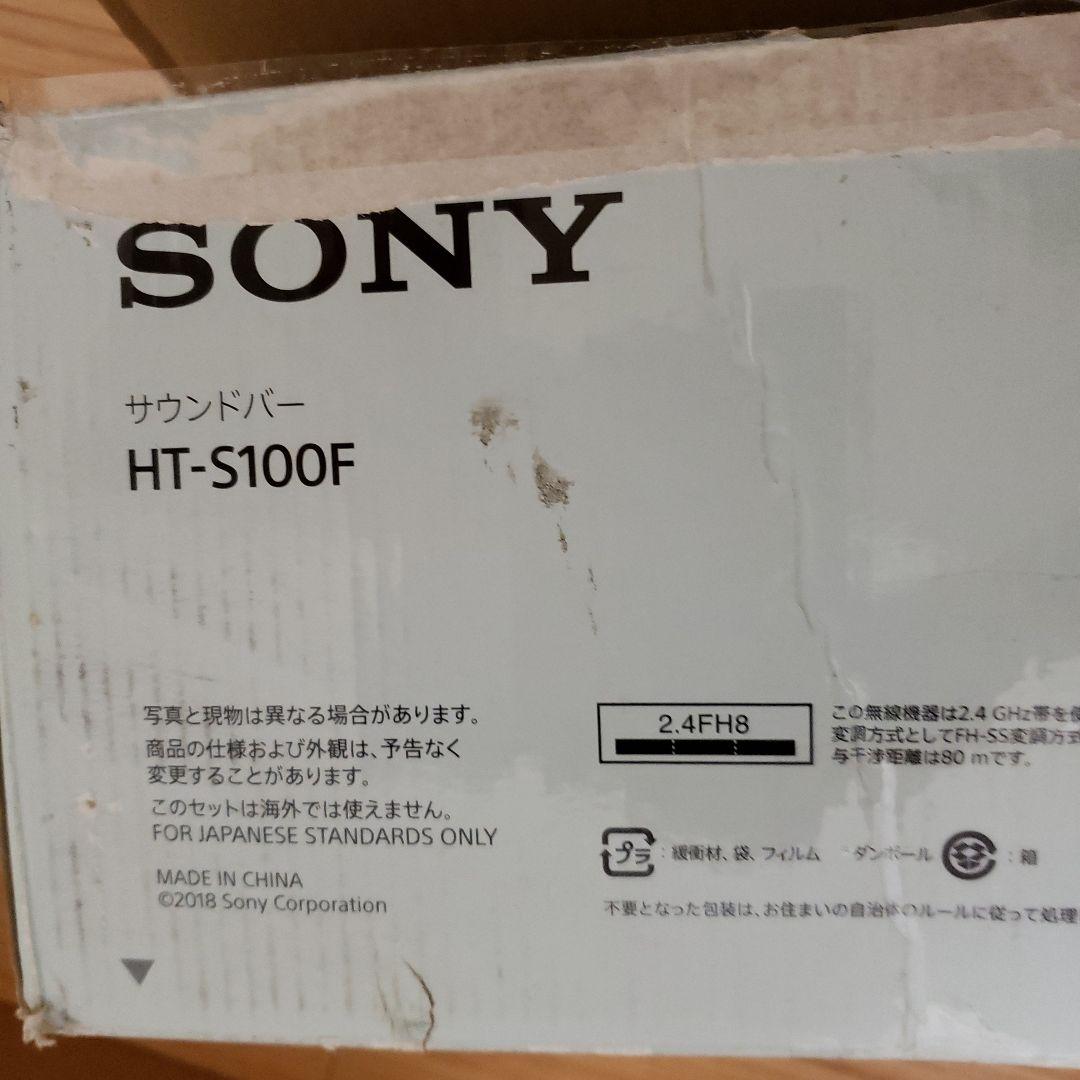 SONY
サウンドバー
HT-S100F
写真と現物は異なる場合があります。
商品の仕様および外観は、予告なく
変更することがあります。
このセットは海外では使えません。
FOR JAPANESE STANDARDS ONLY
MADE IN CHINA
©2018 Sony Corporation
2.4FH8
この無線機器は2.4 GHz帯を使
変調方式としてFH-SS変調方式
与干渉距離は80 mです。
プラ : 緩衝材、袋、フィルム
ダンボール : 箱
不要となった包装は、お住まいの自治体のルールに従って処理